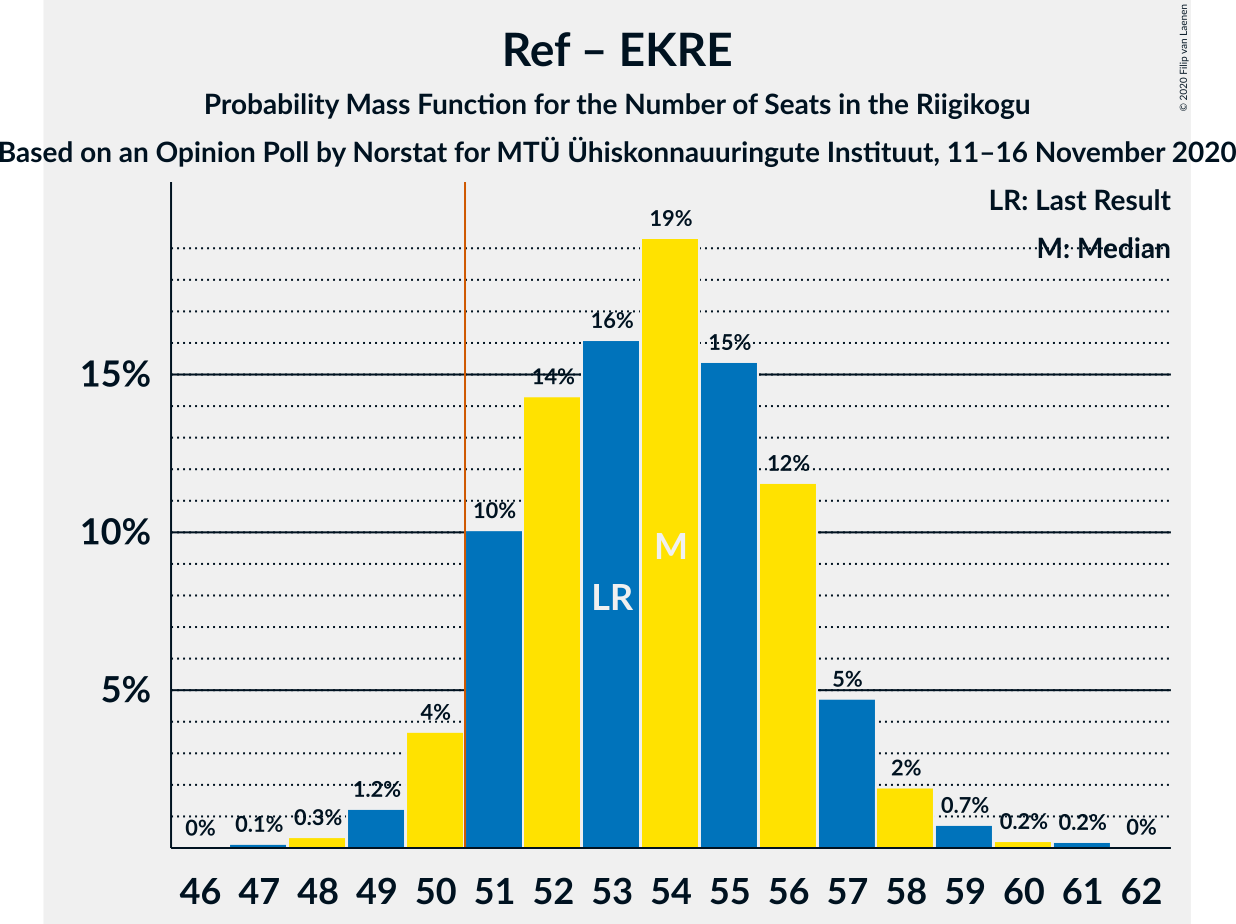 Ref – EKRE
Probability Mass Function for the Number of Seats in the Riigikogu
Based on an Opinion Poll by Norstat for MTÜ Ühiskonnauuringute Instituut, 11–16 November 2020
© 2020 Filip van Laenen
LR: Last Result
M: Median
19%
16%
15%
15%
14%
12%
10%
10%
M
LR
5%
5%
4%
2%
1.2%
0.7%
0.3%
0.2%
0.2%
0.1%
0%
0%
46 47 48 49 50 51 52 53 54 55 56 57 58 59 60 61 62